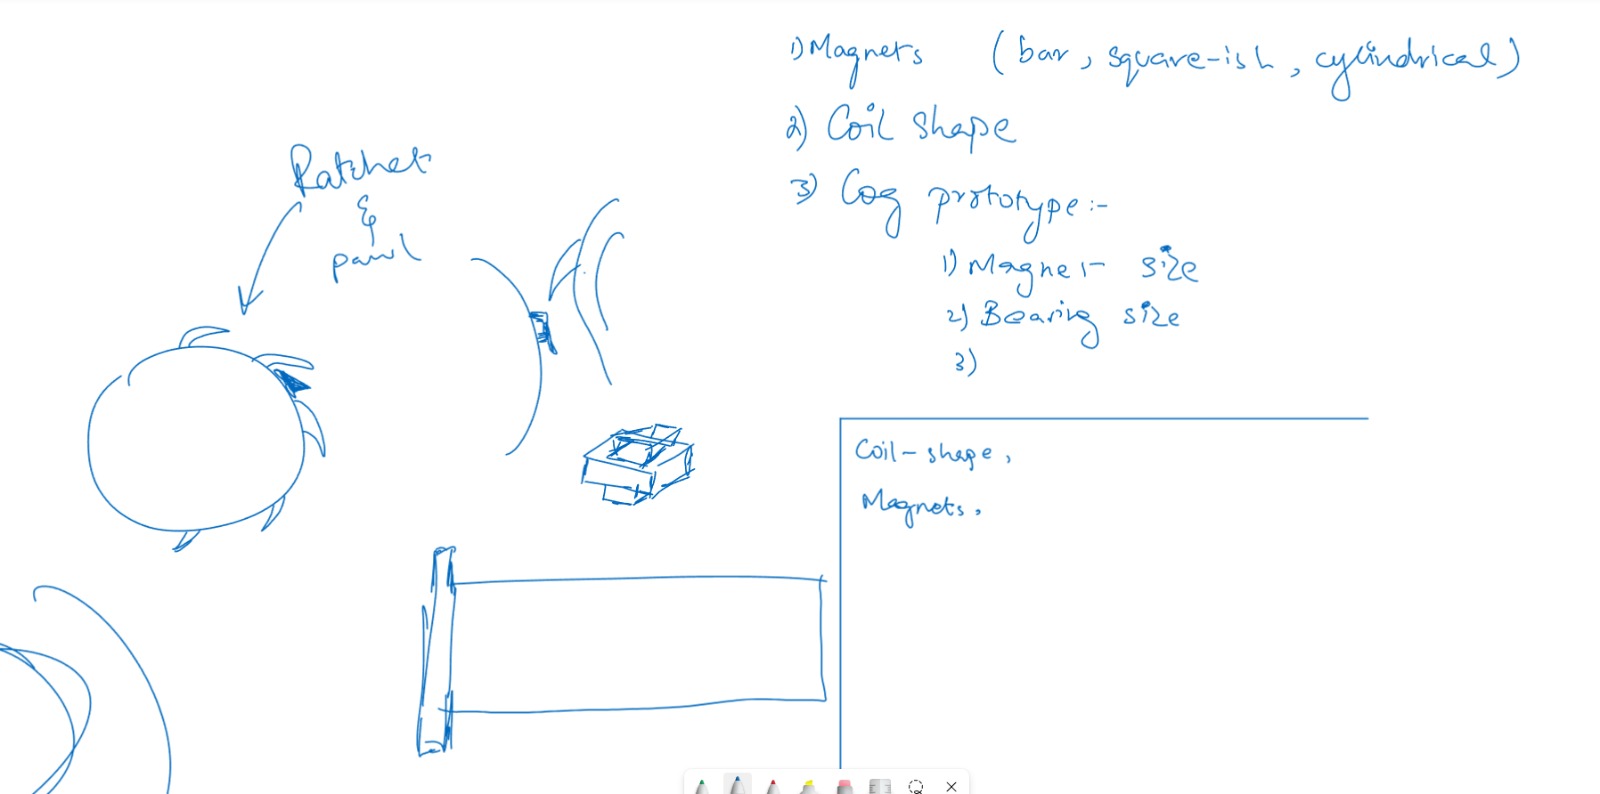 1) Magnets (bar, square-ish, cylindrical)
2) Coil shape
3) Cog prototype:-
1) Magnet size
2) Bearing size
3)
Ratchet
&
pawl
Coil-shape,
Magnets,